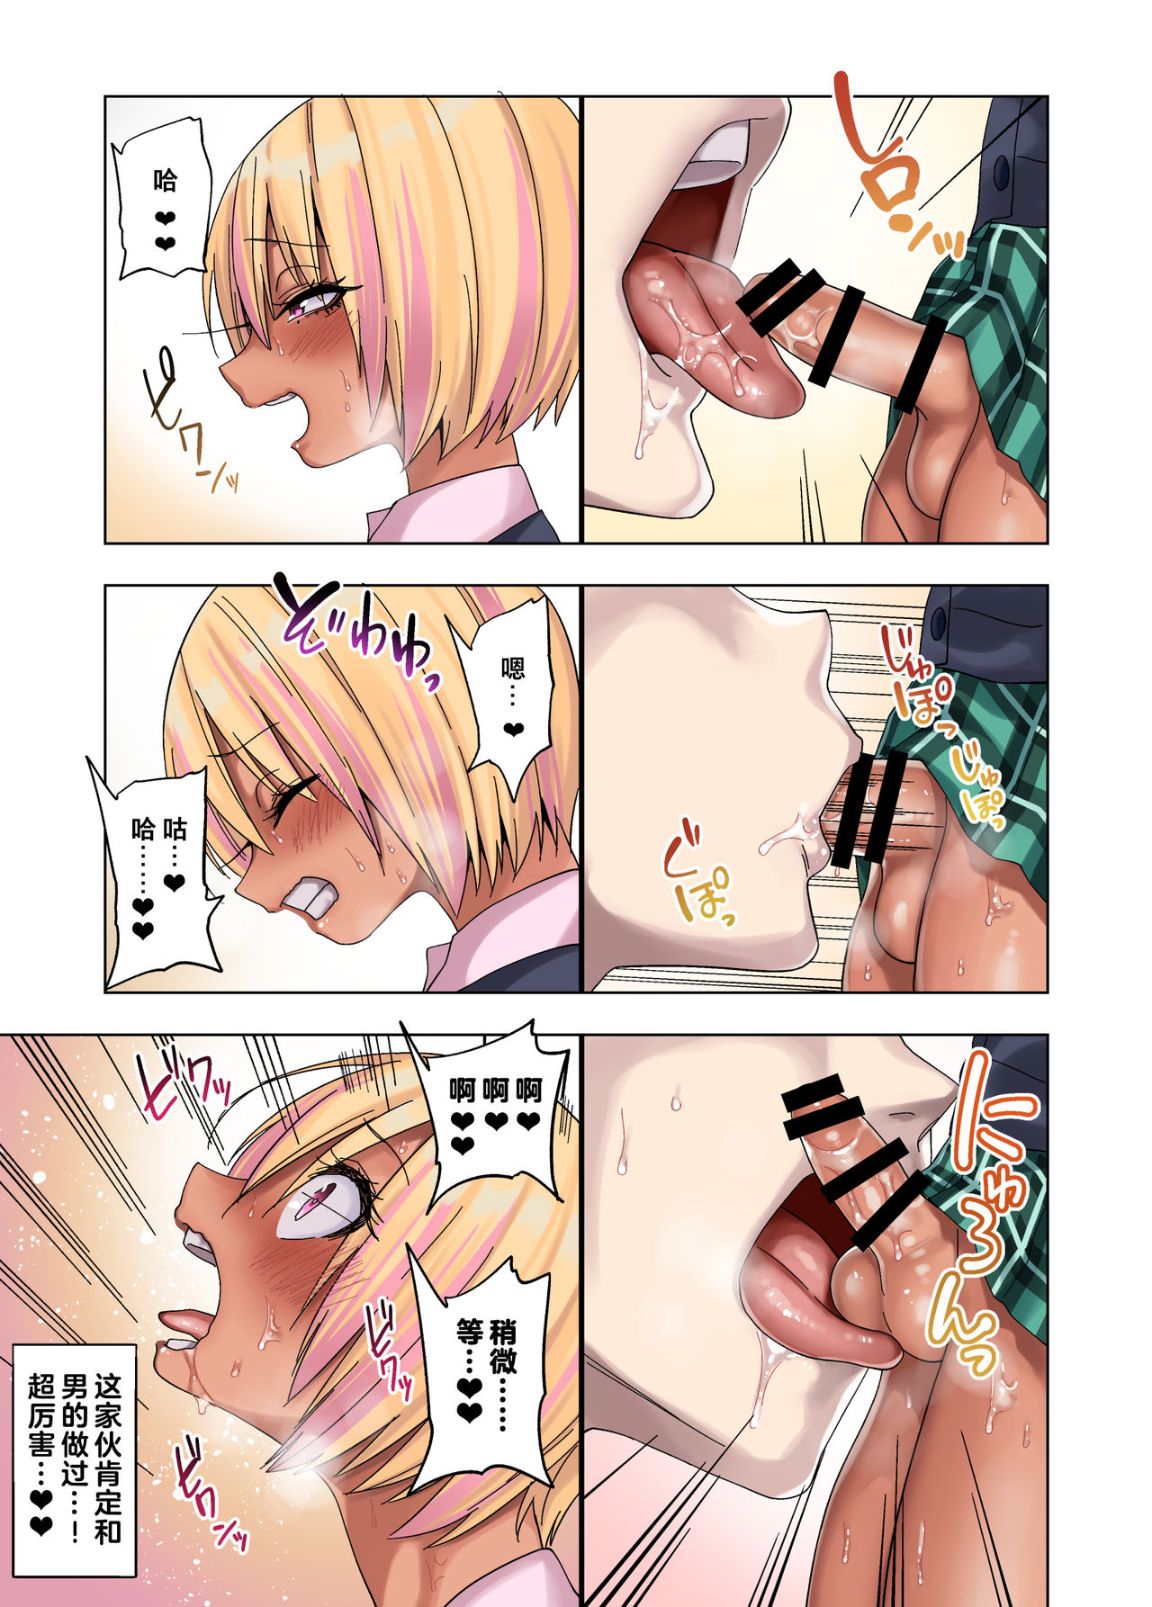 レロンッ
哈
❤❤
ピクンッ
じゅぽっ
じゅぽっ
ぐぽっ
嗯…❤
ぞわわっ
咕…❤
哈……❤❤
にゅろんっ
啊啊啊
❤❤❤
❤❤
ビクッ
稍微……
等…❤❤
ビクッ
这家伙肯定和
男的做过…！
超厉害…❤❤
ビクンッ